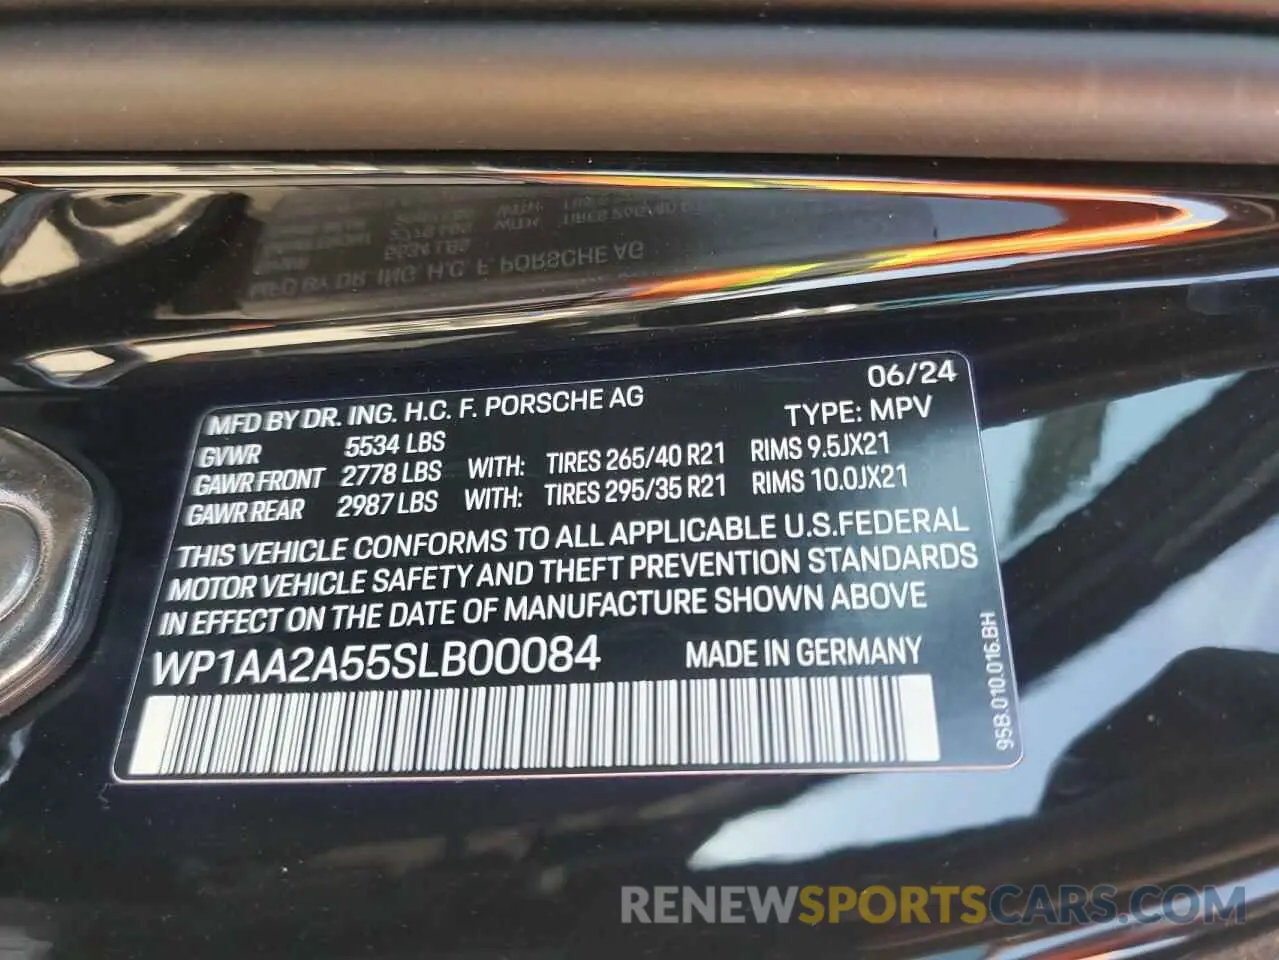 06/24
MFD BY DR. ING. H.C. F. PORSCHE AG
TYPE: MPV
GVWR 5534 LBS
GAWR FRONT 2778 LBS WITH: TIRES 265/40 R21 RIMS 9.5JX21
GAWR REAR 2987 LBS WITH: TIRES 295/35 R21 RIMS 10.0JX21
THIS VEHICLE CONFORMS TO ALL APPLICABLE U.S.FEDERAL
MOTOR VEHICLE SAFETY AND THEFT PREVENTION STANDARDS
IN EFFECT ON THE DATE OF MANUFACTURE SHOWN ABOVE
WP1AA2A55SLB00084 MADE IN GERMANY
95B.010.016.BH
RENEWSPORTSCARS.COM